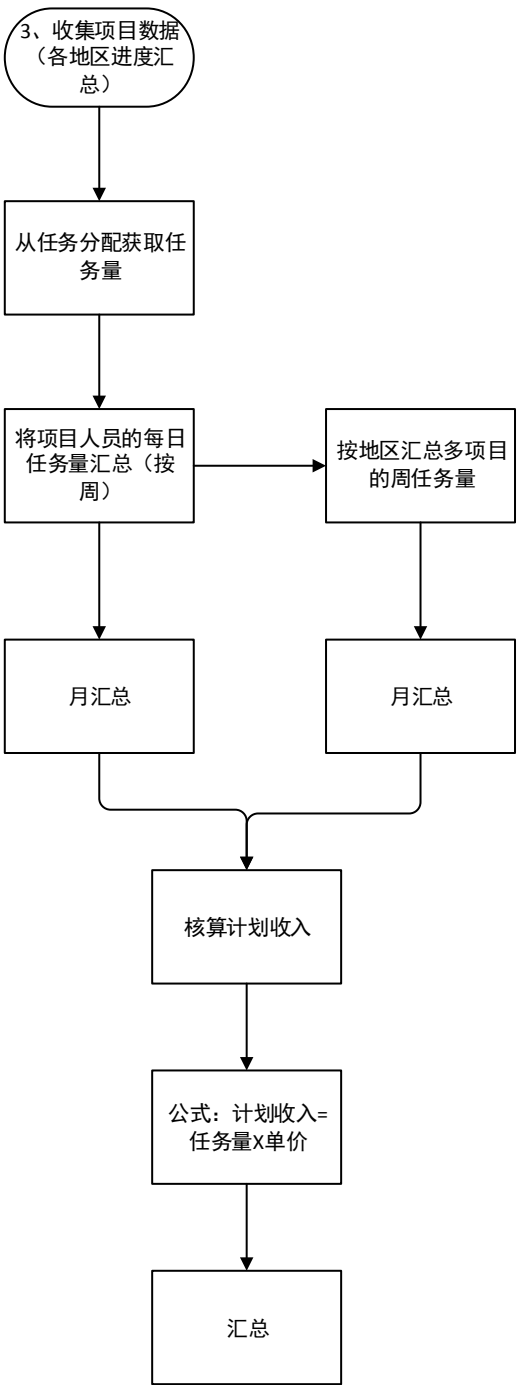 3、收集项目数据
（各地区进度汇
总）
从任务分配获取任
务量
将项目人员的每日
任务量汇总（按
周）
按地区汇总多项目
的周任务量
月汇总
月汇总
核算计划收入
公式：计划收入=
任务量X单价
汇总